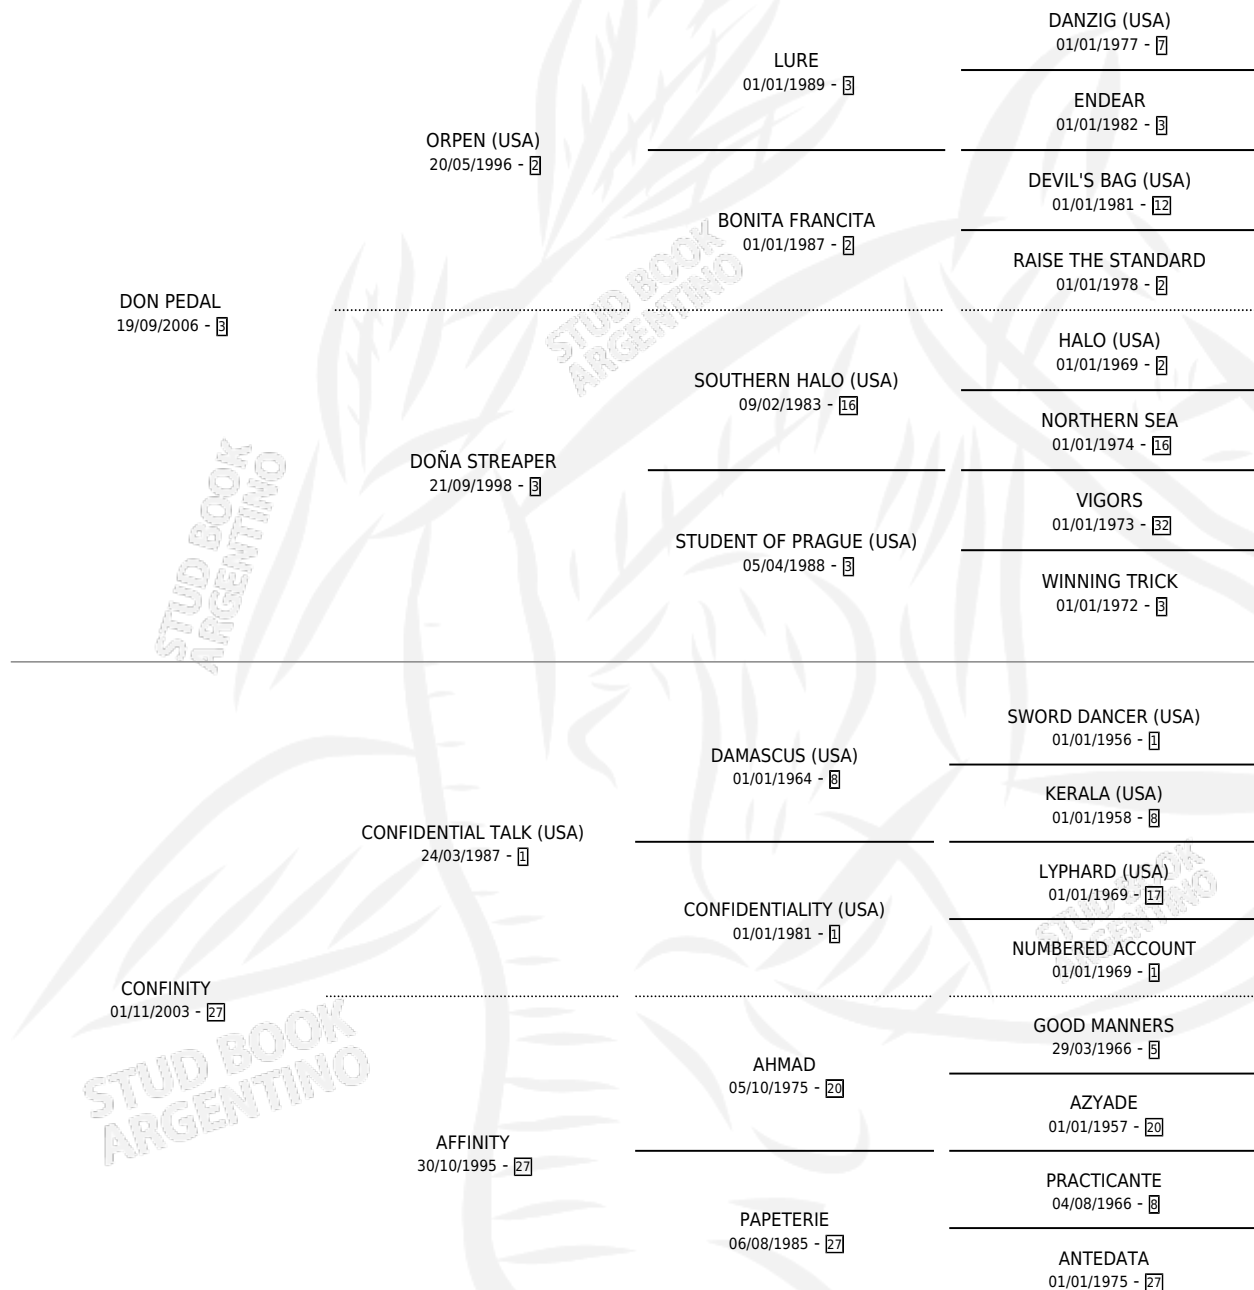 DANZIG (USA)
01/01/1977 - 7
LURE
01/01/1989 - 3
ENDEAR
01/01/1982 - 3
ORPEN (USA)
20/05/1996 - 2
DEVIL'S BAG (USA)
01/01/1981 - 12
BONITA FRANCITA
01/01/1987 - 2
RAISE THE STANDARD
01/01/1978 - 2
DON PEDAL
19/09/2006 - 3
HALO (USA)
01/01/1969 - 2
SOUTHERN HALO (USA)
09/02/1983 - 16
NORTHERN SEA
01/01/1974 - 16
DOÑA STREAPER
21/09/1998 - 3
VIGORS
01/01/1973 - 32
STUDENT OF PRAGUE (USA)
05/04/1988 - 3
WINNING TRICK
01/01/1972 - 3
SWORD DANCER (USA)
01/01/1956 - 1
DAMASCUS (USA)
01/01/1964 - 8
KERALA (USA)
01/01/1958 - 8
CONFIDENTIAL TALK (USA)
24/03/1987 - 1
LYPHARD (USA)
01/01/1969 - 17
CONFIDENTIALITY (USA)
01/01/1981 - 1
NUMBERED ACCOUNT
01/01/1969 - 1
CONFINITY
01/11/2003 - 27
GOOD MANNERS
29/03/1966 - 5
AHMAD
05/10/1975 - 20
AZYADE
01/01/1957 - 20
AFFINITY
30/10/1995 - 27
PRACTICANTE
04/08/1966 - 8
PAPETERIE
06/08/1985 - 27
ANTEDATA
01/01/1975 - 27
STUD BOOK
ARGENTINO
STUD BOOK
ARGENTINO
STUD BOOK
ARGENTINO
STUD BOOK
ARGENTINO